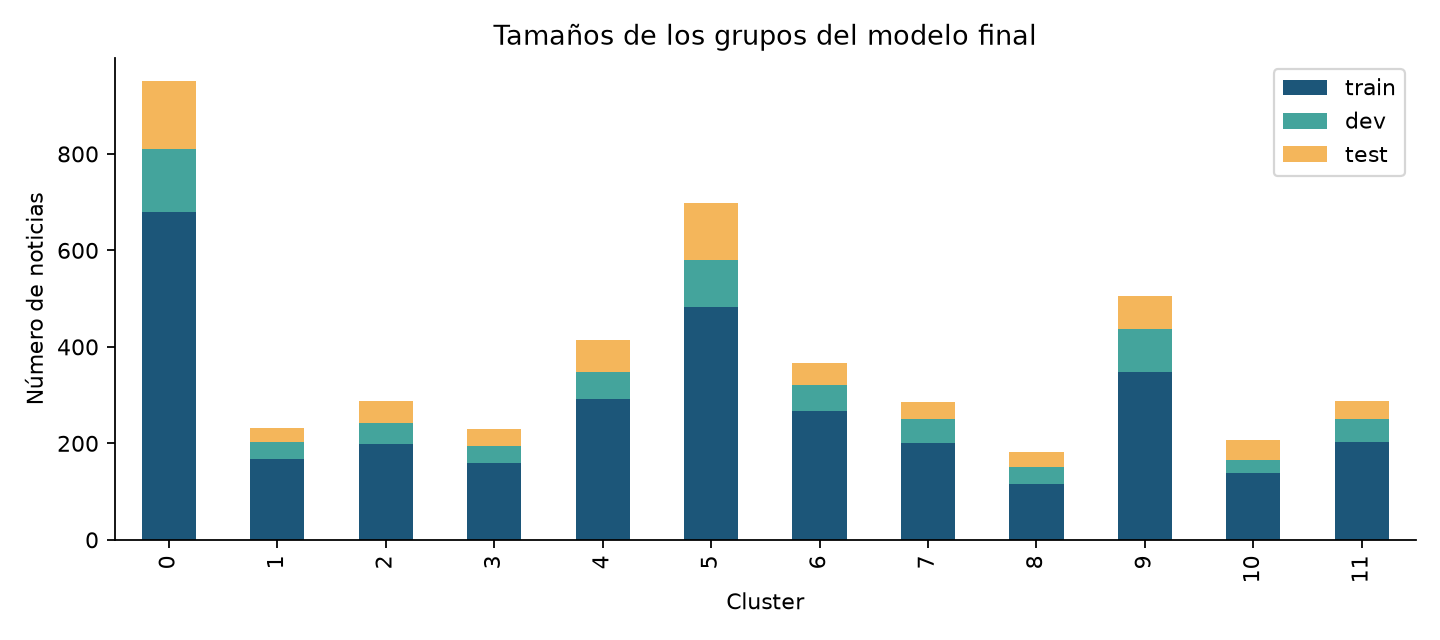 Tamaños de los grupos del modelo final
train
dev
test
Número de noticias
800
600
400
200
0
0 1 2 3 4 5 6 7 8 9 10 11
Cluster